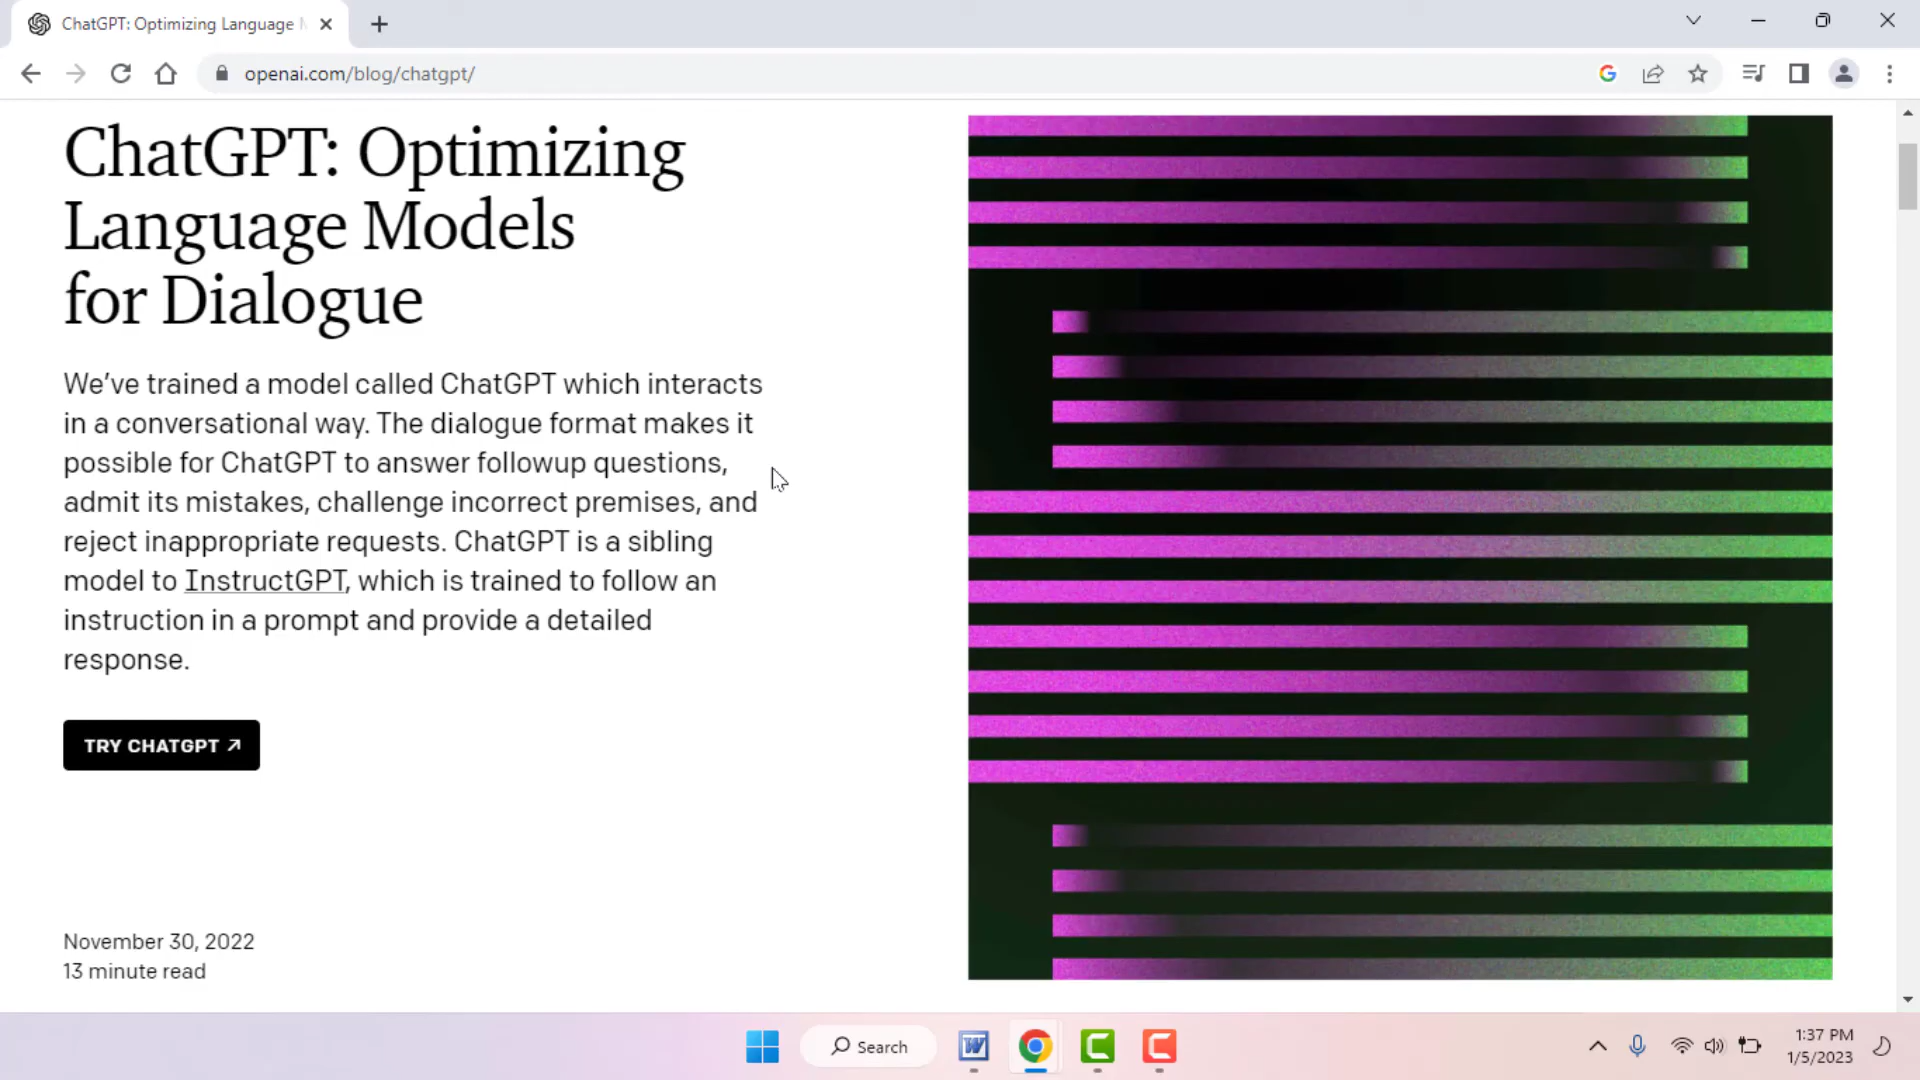 ChatGPT: Optimizing Language
openai.com/blog/chatgpt/
ChatGPT: Optimizing
Language Models
for Dialogue
We’ve trained a model called ChatGPT which interacts
in a conversational way. The dialogue format makes it
possible for ChatGPT to answer followup questions,
admit its mistakes, challenge incorrect premises, and
reject inappropriate requests. ChatGPT is a sibling
model to InstructGPT, which is trained to follow an
instruction in a prompt and provide a detailed
response.
TRY CHATGPT ↗
November 30, 2022
13 minute read
Search
1:37 PM
1/5/2023